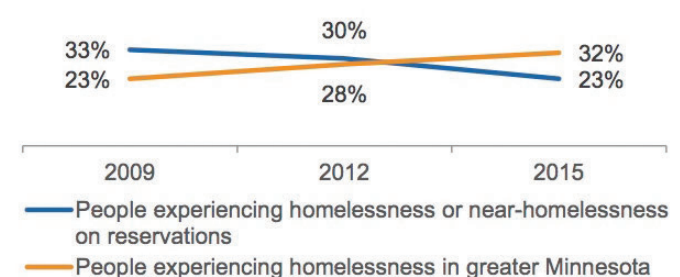 30%
33%
32%
23%
23%
28%
2009 2012 2015
People experiencing homelessness or near-homelessness
on reservations
People experiencing homelessness in greater Minnesota